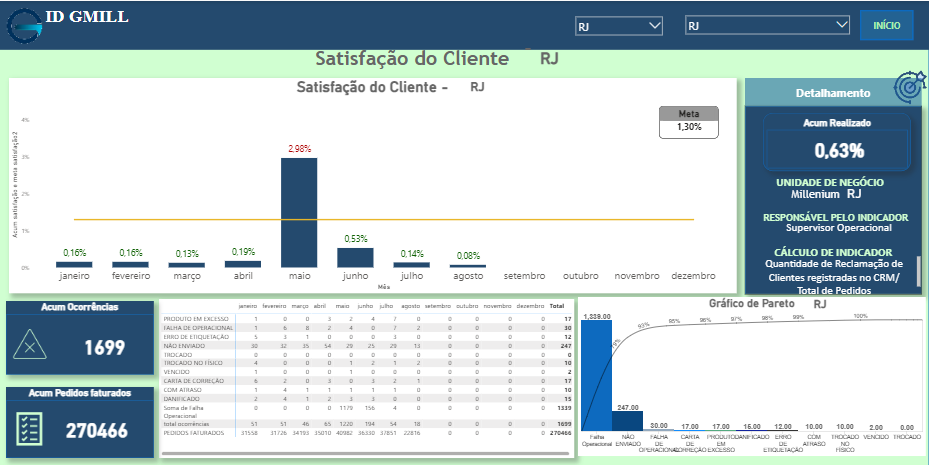 ID GMILL
RJ
RJ
INÍCIO
Satisfação do Cliente RJ
Satisfação do Cliente - RJ
Meta
1,30%
Acum satisfação e meta satisfação2
4%
3%
2%
1%
0%
0,16%
0,16%
0,13%
0,19%
2,98%
0,53%
0,14%
0,08%
janeiro fevereiro março abril maio junho julho agosto setembro outubro novembro dezembro
Mês
Detalhamento
Acum Realizado
0,63%
UNIDADE DE NEGÓCIO
Millenium RJ
RESPONSÁVEL PELO INDICADOR
Supervisor Operacional
CÁLCULO DE INDICADOR
Quantidade de Reclamação de
Clientes registradas no CRM/
Total de Pedidos
Acum Ocorrências
1699
Acum Pedidos faturados
270466
janeiro fevereiro março abril maio junho julho agosto setembro outubro novembro dezembro Total
PRODUTO EM EXCESSO 1 0 0 3 2 4 7 0 0 0 0 0 17
FALHA DE OPERACIONAL 1 6 8 2 4 0 7 2 0 0 0 0 30
ERRO DE ETIQUETAÇÃO 5 3 1 0 0 0 3 0 0 0 0 0 12
NÃO ENVIADO 30 32 35 54 29 25 29 13 0 0 0 0 247
TROCADO 0 0 0 0 0 0 0 0 0 0 0 0 0
TROCADO NO FÍSICO 4 0 0 0 1 2 1 2 0 0 0 0 10
VENCIDO 1 0 0 0 1 0 0 0 0 0 0 0 2
CARTA DE CORREÇÃO 6 2 0 3 0 3 2 1 0 0 0 0 17
COM ATRASO 1 4 1 1 1 1 1 0 0 0 0 0 10
DANIFICADO 2 4 1 2 3 3 0 0 0 0 0 0 15
Soma de Falha Operacional 0 0 0 0 1179 156 4 0 0 0 0 0 1339
total ocorrências 51 51 46 65 1220 194 54 18 0 0 0 0 1699
PEDIDOS FATURADOS 31558 31726 34193 35010 40982 36330 37851 22816 0 0 0 0 270466
Gráfico de Pareto RJ
1,339.00
79%
93%
95%
96%
97%
98%
99%
100%
247.00
30.00
17.00
17.00
15.00
12.00
10.00
10.00
2.00
0.00
Falha Operacional
NÃO ENVIADO
FALHA DE OPERACIONAL
CARTA DE CORREÇÃO
PRODUTO EM EXCESSO
DANIFICADO
ERRO DE ETIQUETAÇÃO
COM ATRASO
TROCADO NO FÍSICO
VENCIDO
TROCADO